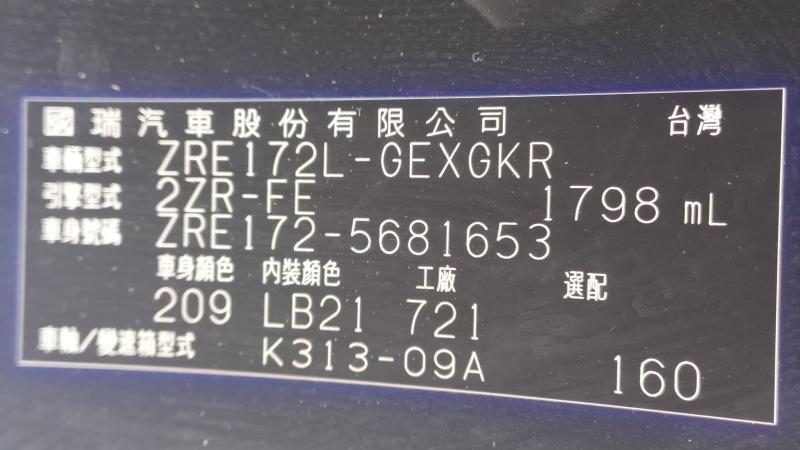 國瑞汽車股份有限公司 台灣
車輛型式 ZRE172L-GEXGKR
引擎型式 2ZR-FE 1798 mL
車身號碼 ZRE172-5681653
車身顏色 內裝顏色 工廠 選配
209 LB21 721
車軸/變速箱型式 K313-09A 160